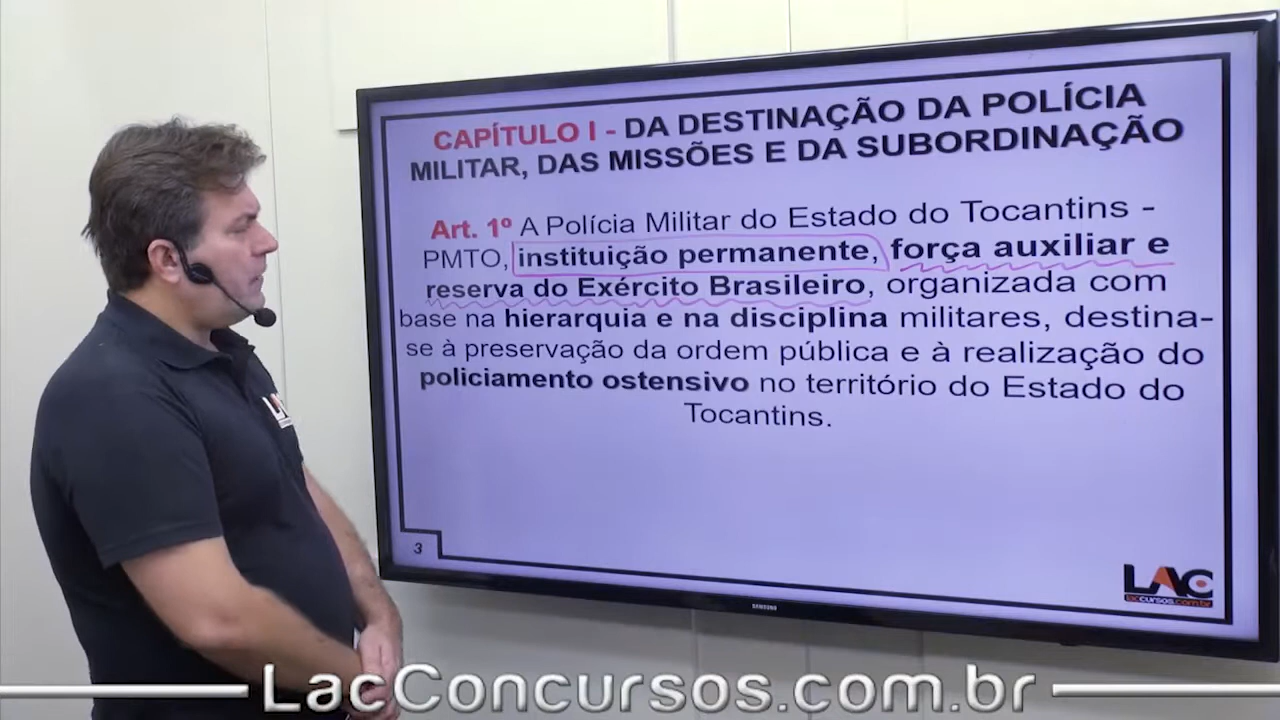 CAPÍTULO I - DA DESTINAÇÃO DA POLÍCIA
MILITAR, DAS MISSÕES E DA SUBORDINAÇÃO
Art. 1º A Polícia Militar do Estado do Tocantins -
PMTO, instituição permanente, força auxiliar e
reserva do Exército Brasileiro, organizada com
base na hierarquia e na disciplina militares, destina-
se à preservação da ordem pública e à realização do
policiamento ostensivo no território do Estado do
Tocantins.
3
LAC
laccursos.com.br
SAMSUNG
LacConcursos.com.br